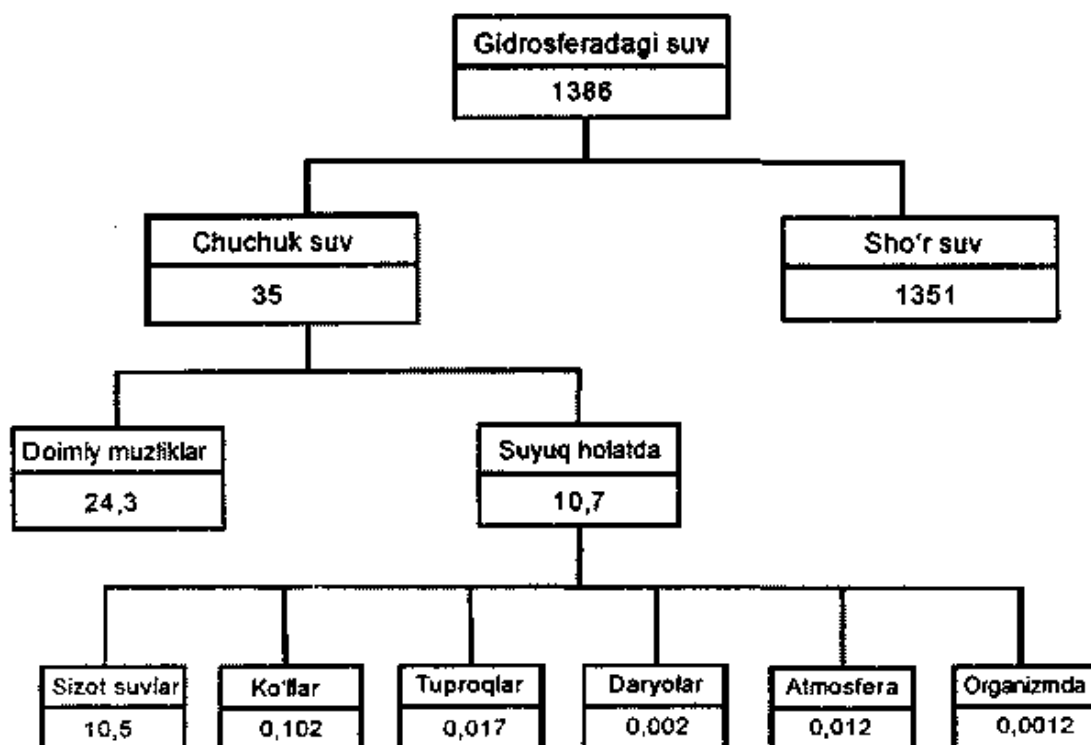 Gidrosferadagi suv
1386
Chuchuk suv
35
Sho‘r suv
1351
Doimiy muzliklar
24,3
Suyuq holatda
10,7
Sizot suvlar
10,5
Ko‘llar
0,102
Tuproqlar
0,017
Daryolar
0,002
Atmosfera
0,012
Organizmda
0,0012